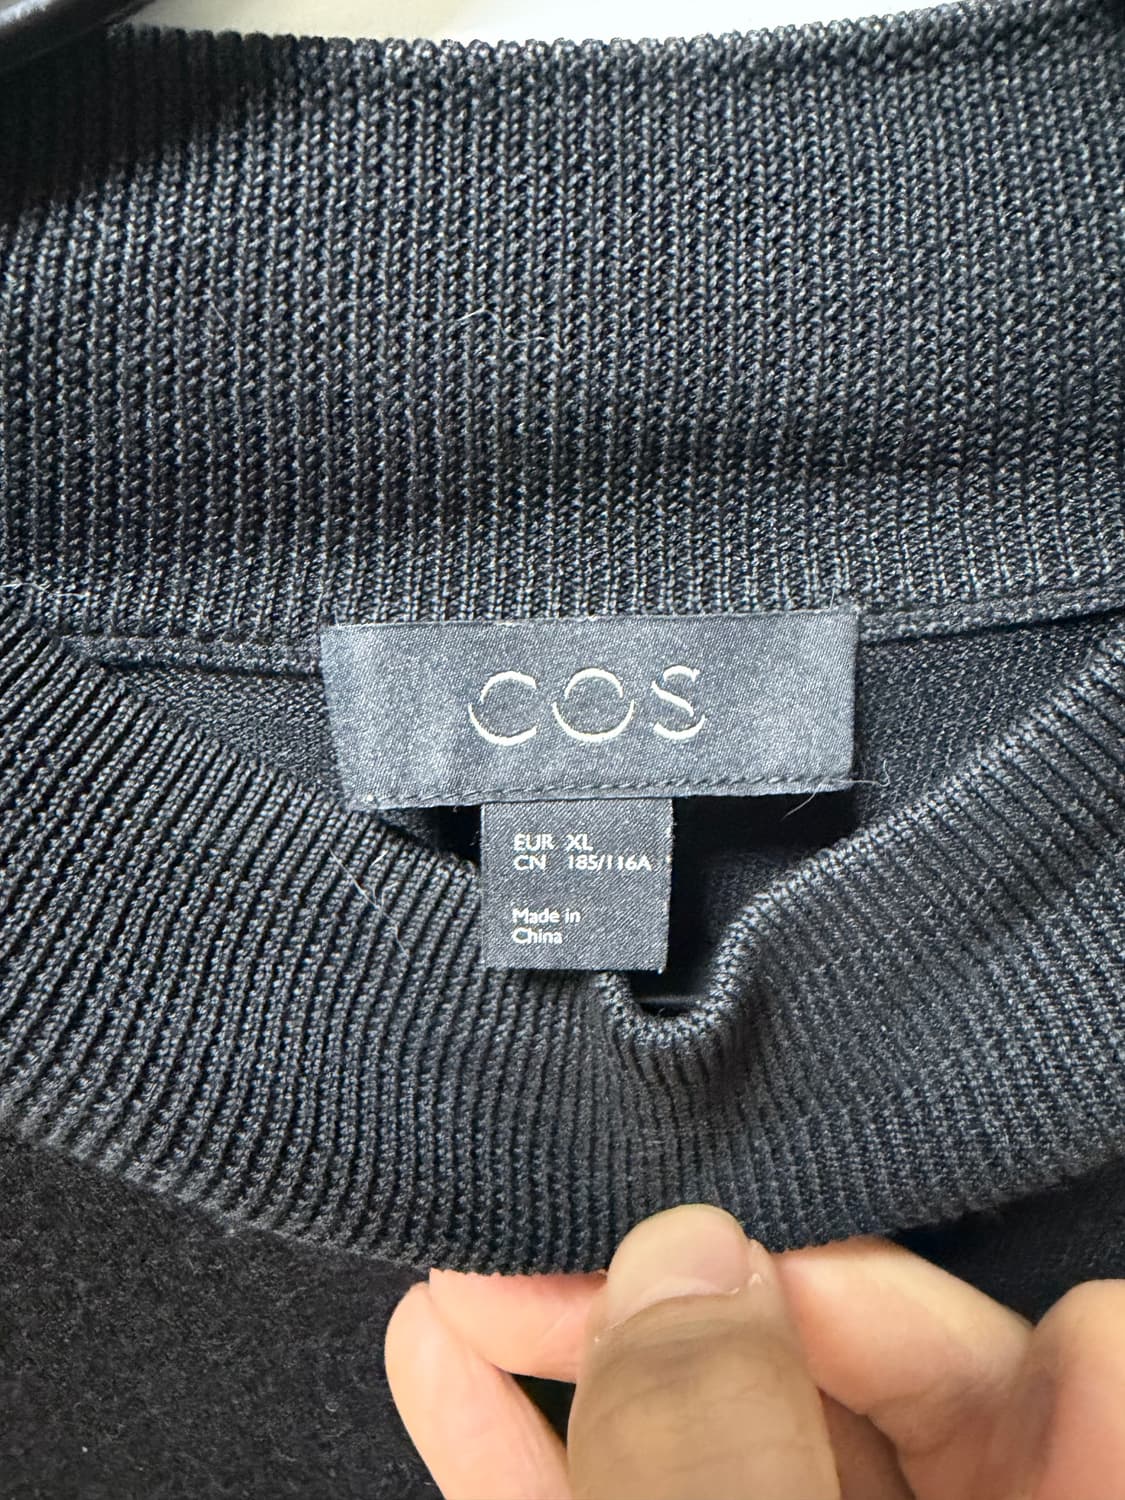 COS
EUR XL
CN 185/116A
Made in
China